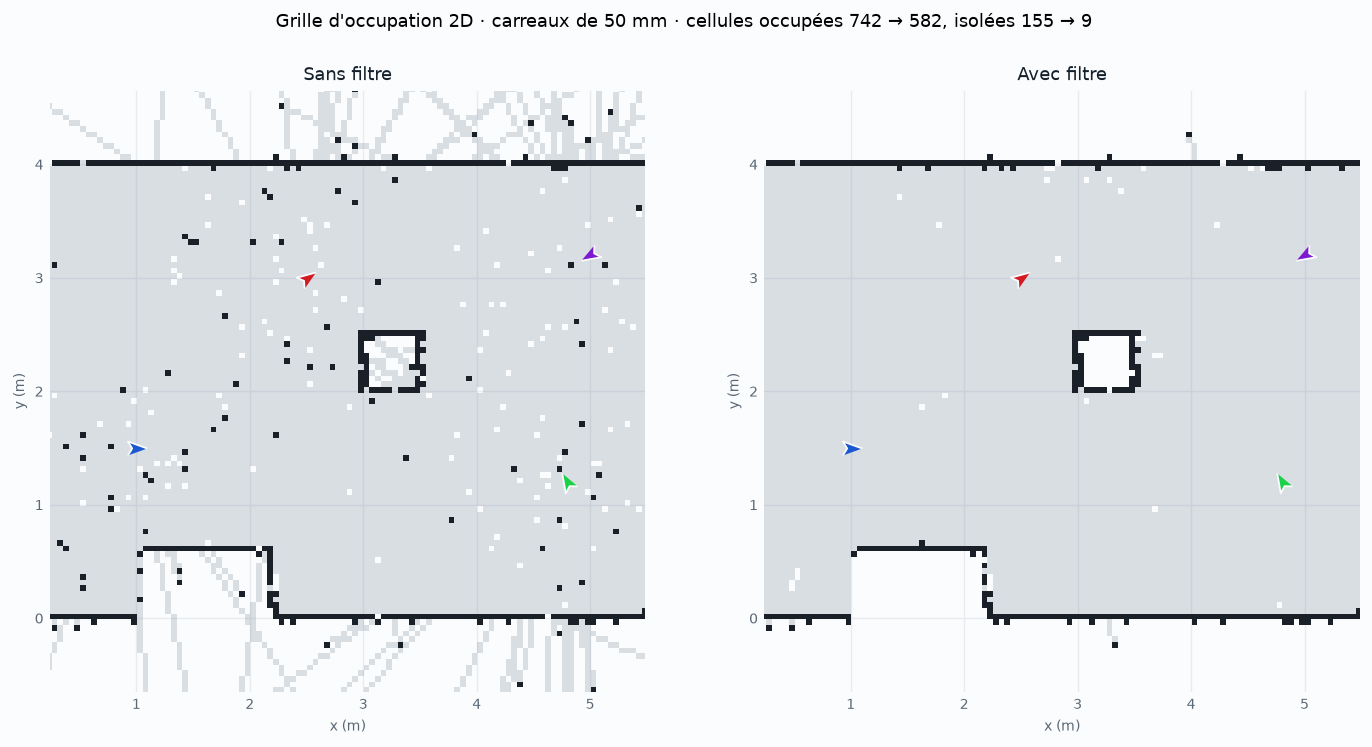 Grille d'occupation 2D · carreaux de 50 mm · cellules occupées 742 → 582, isolées 155 → 9
Sans filtre
4
3
2
1
0
y (m)
1 2 3 4 5
x (m)
Avec filtre
4
3
2
1
0
y (m)
1 2 3 4 5
x (m)